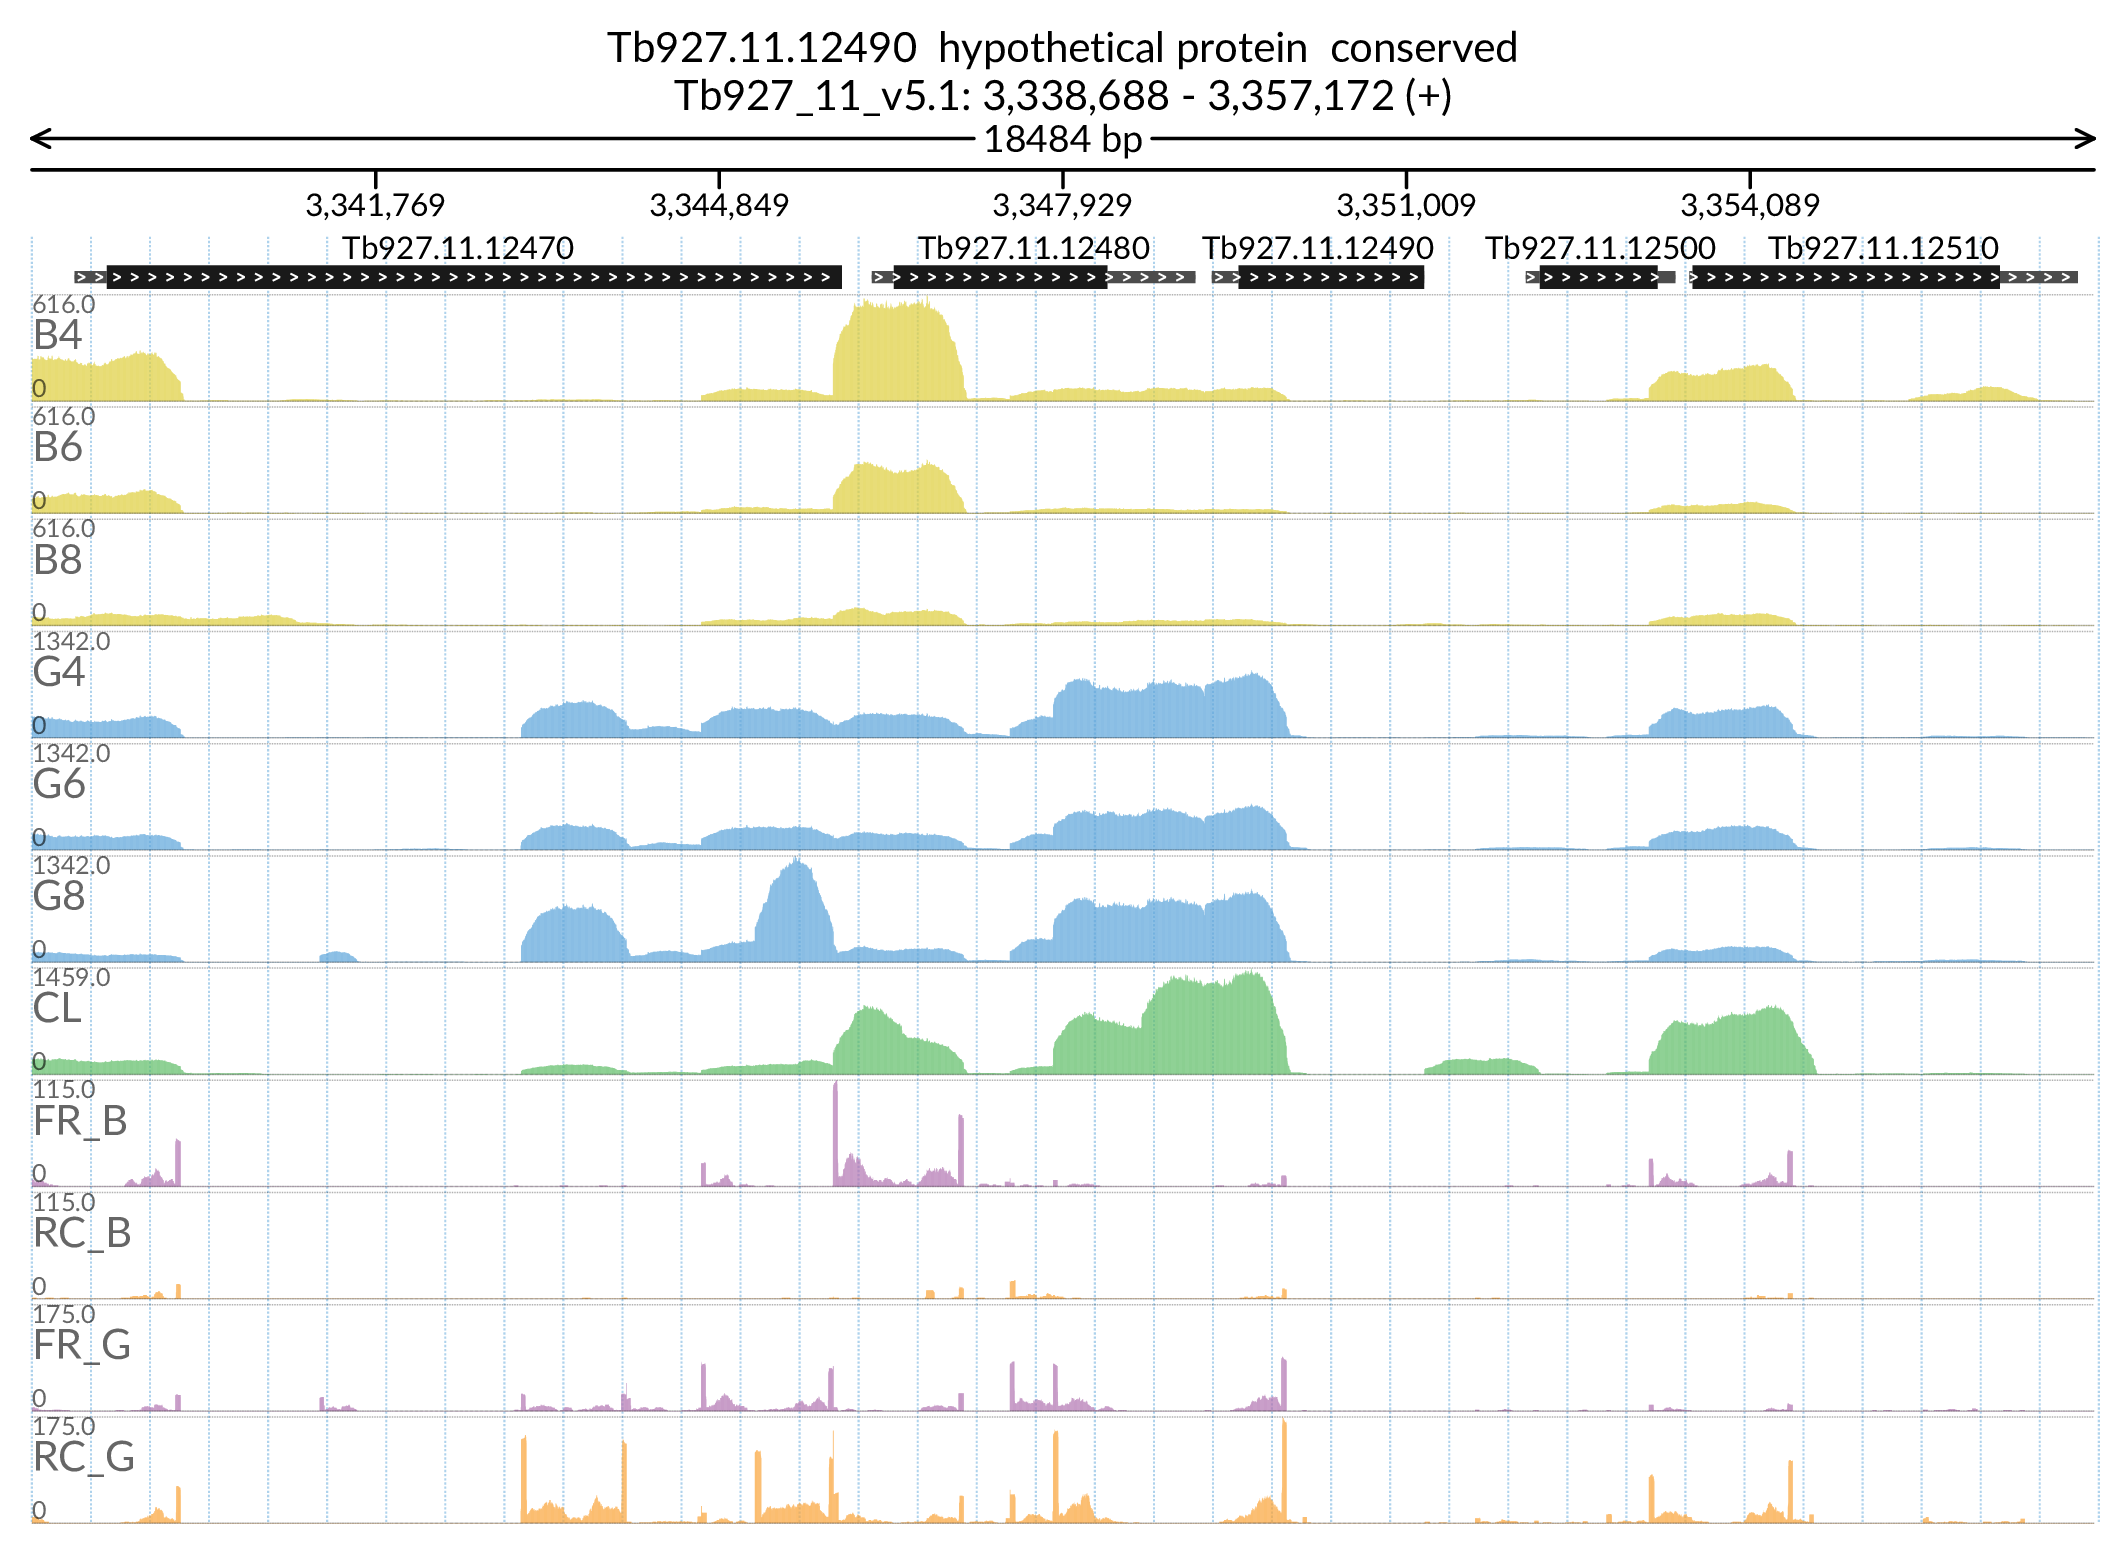 Tb927.11.12490 hypothetical protein conserved
Tb927_11_v5.1: 3,338,688 - 3,357,172 (+)
18484 bp
3,341,769 3,344,849 3,347,929 3,351,009 3,354,089
Tb927.11.12470 Tb927.11.12480 Tb927.11.12490 Tb927.11.12500 Tb927.11.12510
616.0
B4
0
616.0
B6
0
616.0
B8
0
1342.0
G4
0
1342.0
G6
0
1342.0
G8
0
1459.0
CL
0
115.0
FR_B
0
115.0
RC_B
0
175.0
FR_G
0
175.0
RC_G
0